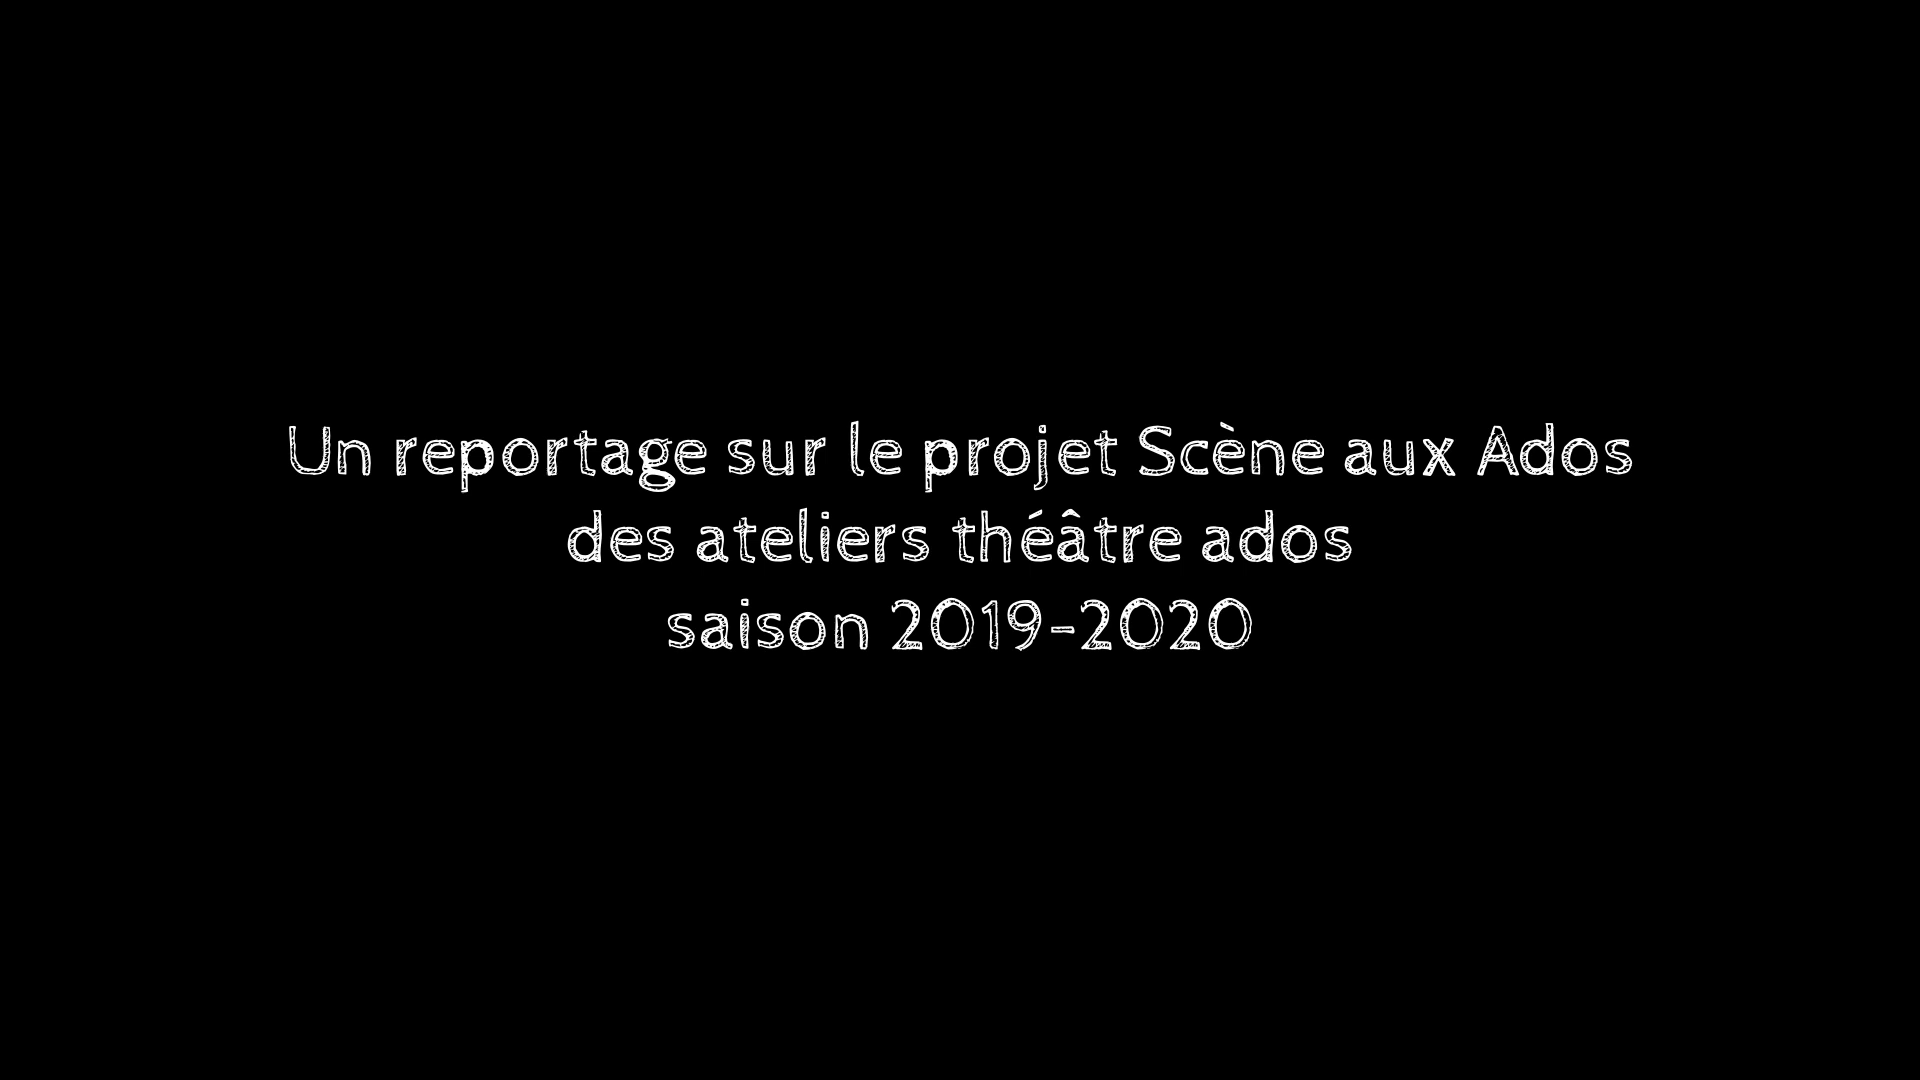 Un reportage sur le projet Scène aux Ados
des ateliers théâtre ados
saison 2019-2020